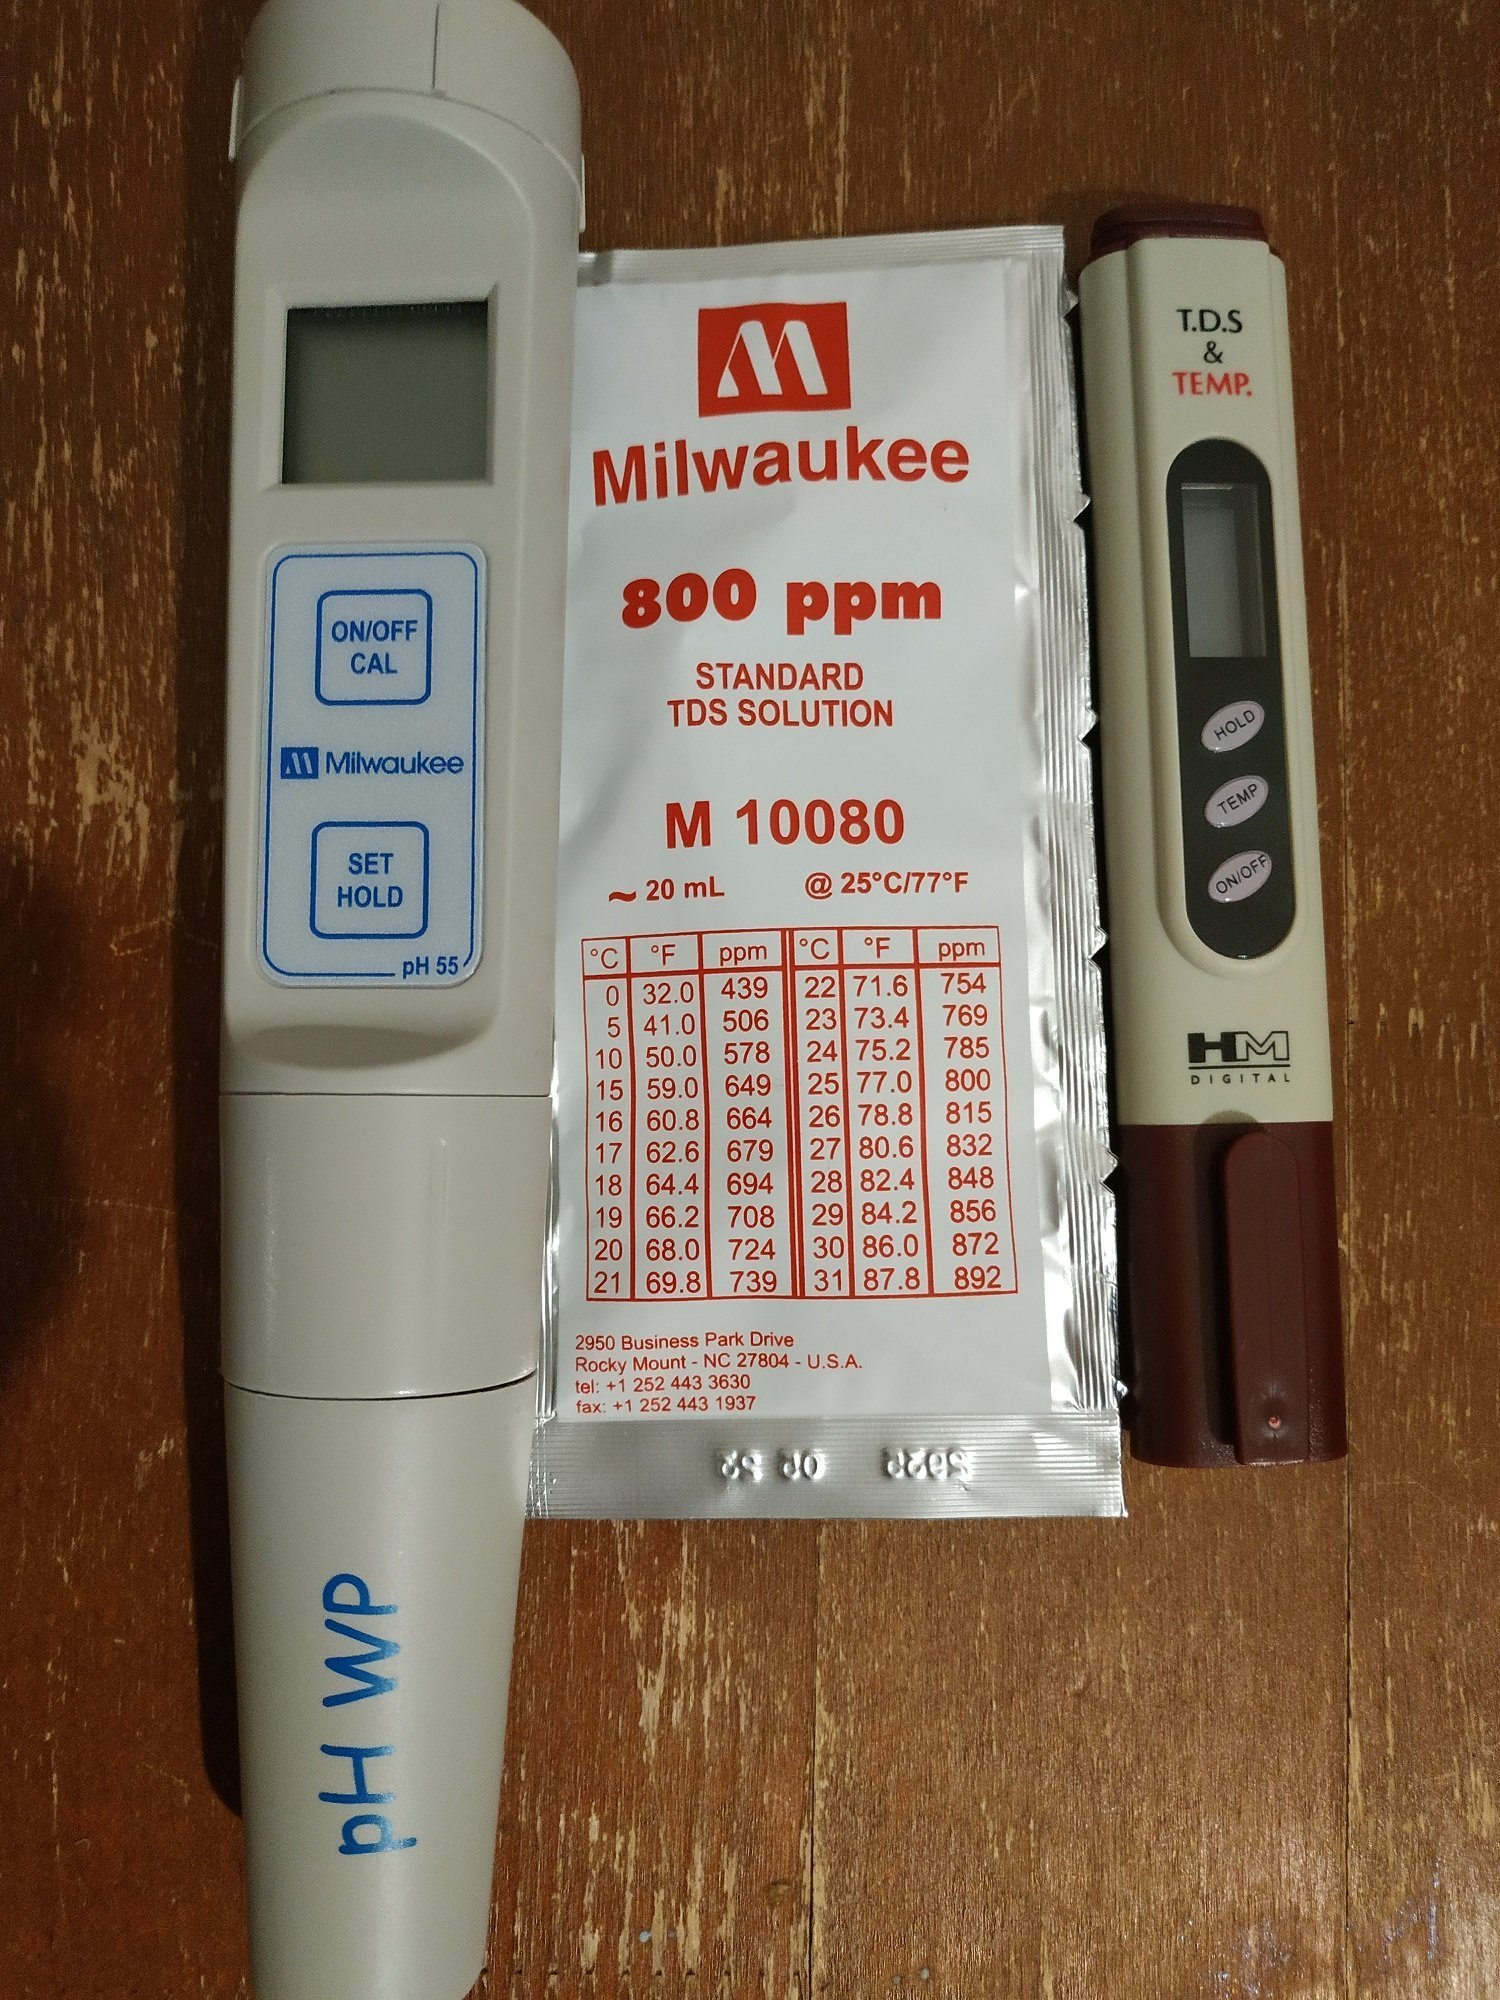 ON/OFF
CAL
Milwaukee
SET
HOLD
pH 55
pH WP
Milwaukee
800 ppm
STANDARD
TDS SOLUTION
M 10080
~ 20 mL @ 25°C/77°F
°C °F ppm °C °F ppm
0 32.0 439 22 71.6 754
5 41.0 506 23 73.4 769
10 50.0 578 24 75.2 785
15 59.0 649 25 77.0 800
16 60.8 664 26 78.8 815
17 62.6 679 27 80.6 832
18 64.4 694 28 82.4 848
19 66.2 708 29 84.2 856
20 68.0 724 30 86.0 872
21 69.8 739 31 87.8 892
2950 Business Park Drive
Rocky Mount - NC 27804 - U.S.A.
tel: +1 252 443 3630
fax: +1 252 443 1937
T.D.S
&
TEMP.
HOLD
TEMP
ON/OFF
HM
DIGITAL